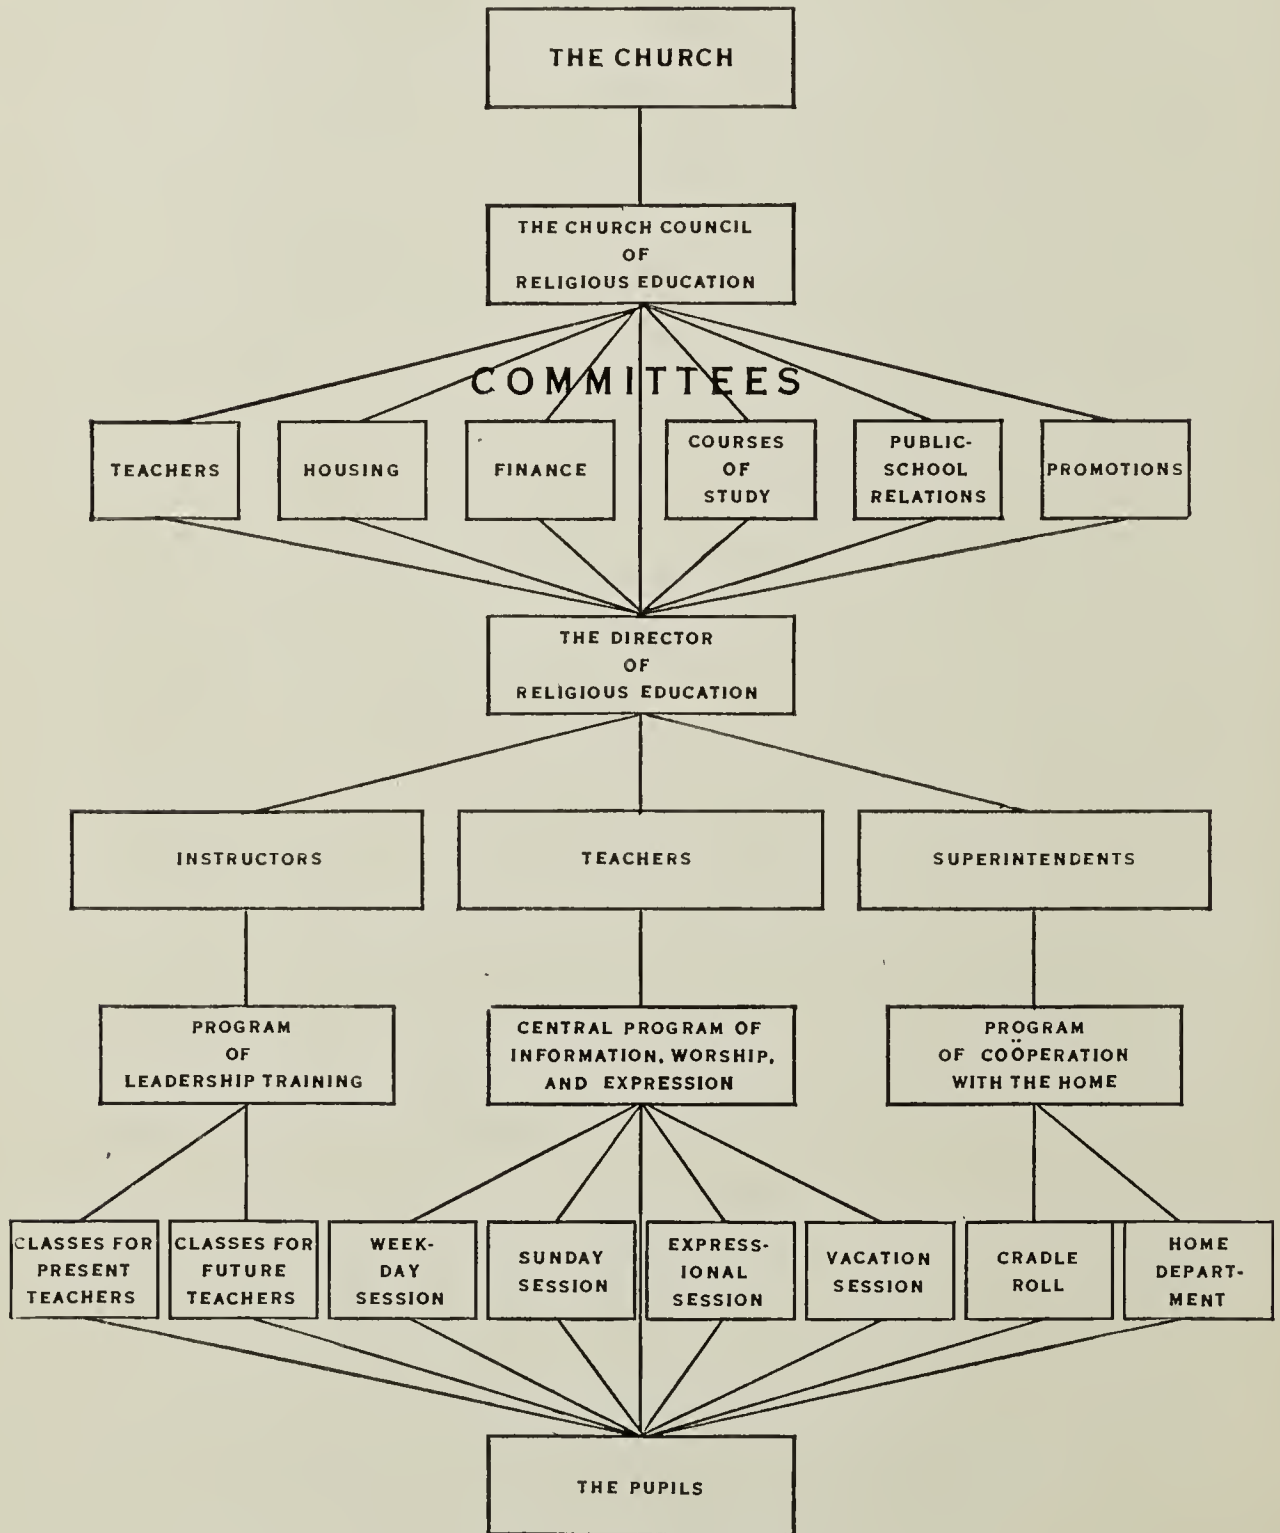 THE CHURCH
THE CHURCH COUNCIL
OF
RELIGIOUS EDUCATION
COMMITTEES
TEACHERS
HOUSING
FINANCE
COURSES
OF
STUDY
PUBLIC-
SCHOOL
RELATIONS
PROMOTIONS
THE DIRECTOR
OF
RELIGIOUS EDUCATION
INSTRUCTORS
TEACHERS
SUPERINTENDENTS
PROGRAM
OF
LEADERSHIP TRAINING
CENTRAL PROGRAM OF
INFORMATION, WORSHIP,
AND EXPRESSION
PROGRAM
OF COÖPERATION
WITH THE HOME
CLASSES FOR
PRESENT
TEACHERS
CLASSES FOR
FUTURE
TEACHERS
WEEK-
DAY
SESSION
SUNDAY
SESSION
EXPRESS-
IONAL
SESSION
VACATION
SESSION
CRADLE
ROLL
HOME
DEPART-
MENT
THE PUPILS